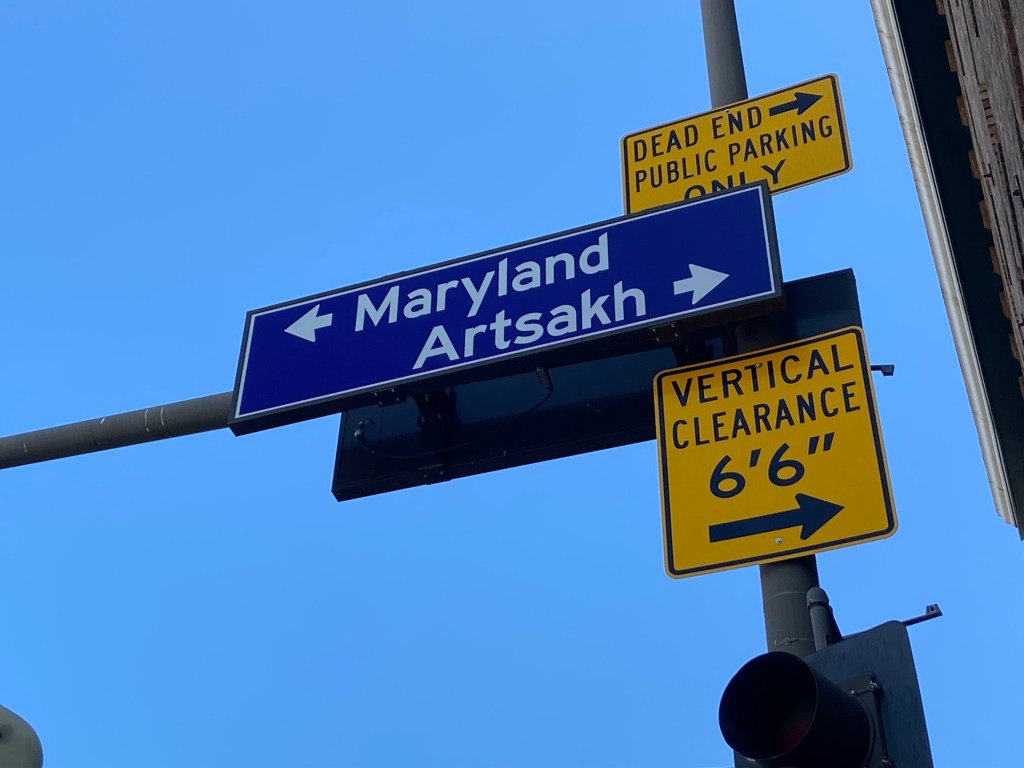 DEAD END
PUBLIC PARKING
ONLY
Maryland
Artsakh
VERTICAL
CLEARANCE
6'6"